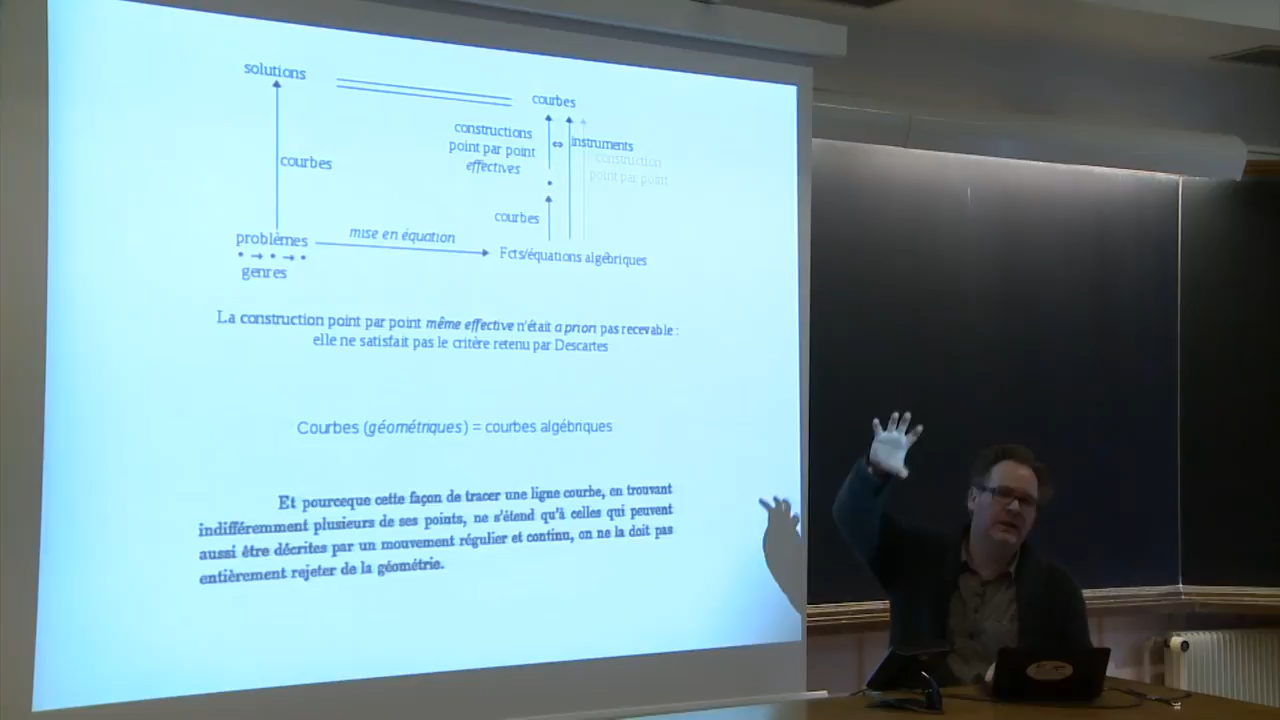 solutions
courbes
constructions
point par point
effectives
⇔
instruments
construction
point par point
courbes
courbes
problèmes
mise en équation
Fcts/équations algébriques
genres
La construction point par point même effective n'était a priori pas recevable :
elle ne satisfait pas le critère retenu par Descartes
Courbes (géométriques) = courbes algébriques
Et pourceque cette façon de tracer une ligne courbe, en trouvant
indifféremment plusieurs de ses points, ne s'étend qu'à celles qui peuvent
aussi être décrites par un mouvement régulier et continu, on ne la doit pas
entièrement rejeter de la géométrie.